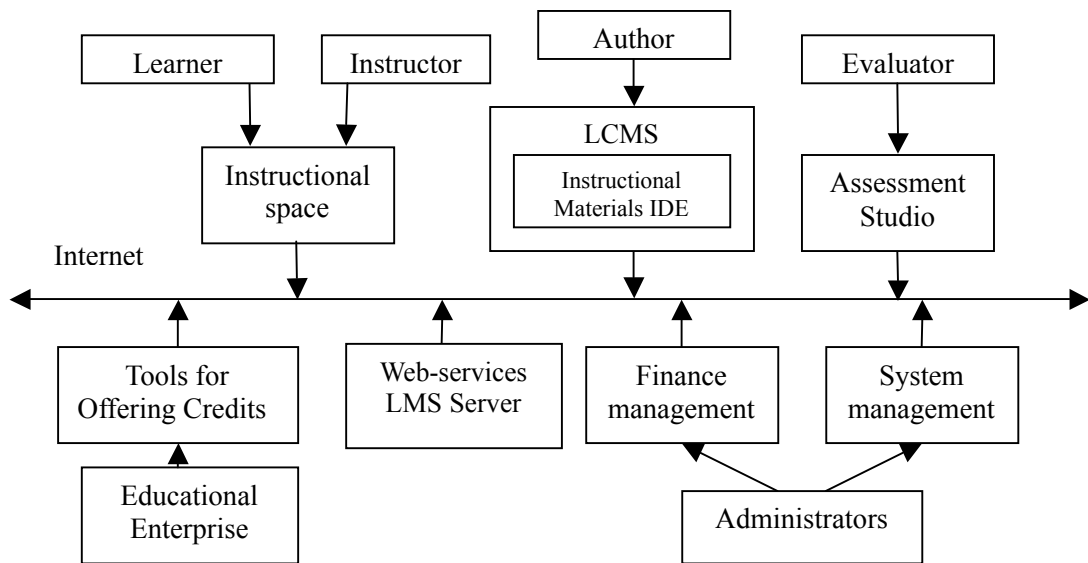 Learner
Instructor
Author
Evaluator
Instructional
space
LCMS
Instructional
Materials IDE
Assessment
Studio
Internet
Tools for
Offering Credits
Web-services
LMS Server
Finance
management
System
management
Educational
Enterprise
Administrators